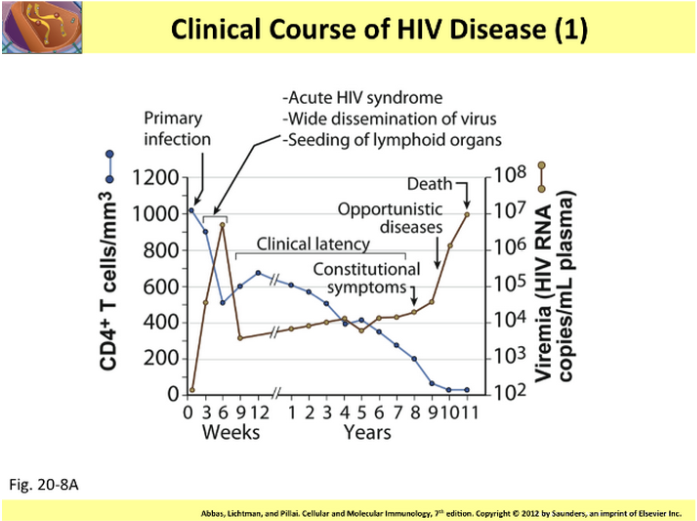 Clinical Course of HIV Disease (1)
-Acute HIV syndrome
-Wide dissemination of virus
-Seeding of lymphoid organs
Primary
infection
CD4+ T cells/mm3
1200
1000
800
600
400
200
0
Death
Opportunistic
diseases
Clinical latency
Constitutional
symptoms
108
107
106
105
104
103
102
Viremia (HIV RNA
copies/mL plasma)
0 3 6 9 12 1 2 3 4 5 6 7 8 9 10 11
Weeks Years
Fig. 20-8A
Abbas, Lichtman, and Pillai. Cellular and Molecular Immunology, 7th edition. Copyright © 2012 by Saunders, an imprint of Elsevier Inc.